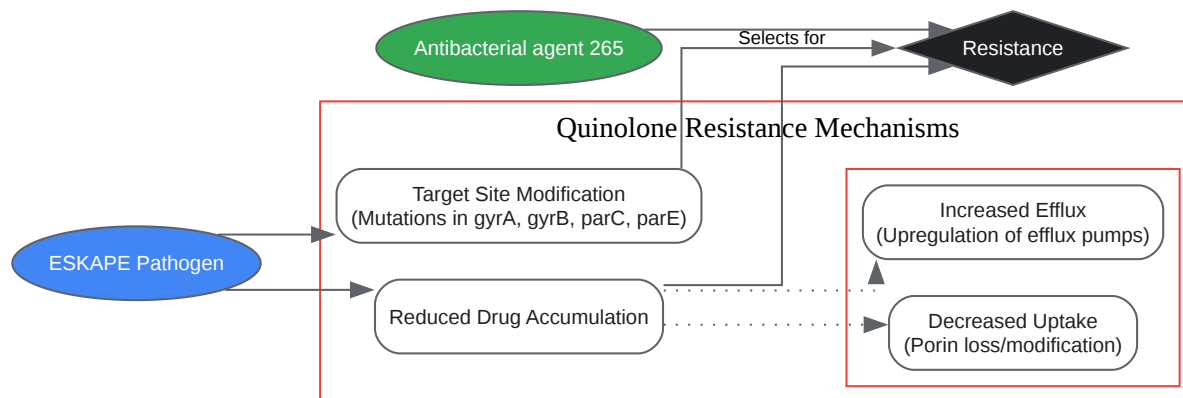 Antibacterial agent 265
Selects for
Resistance
Quinolone Resistance Mechanisms
Target Site Modification
(Mutations in gyrA, gyrB, parC, parE)
Increased Efflux
(Upregulation of efflux pumps)
ESKAPE Pathogen
Reduced Drug Accumulation
Decreased Uptake
(Porin loss/modification)